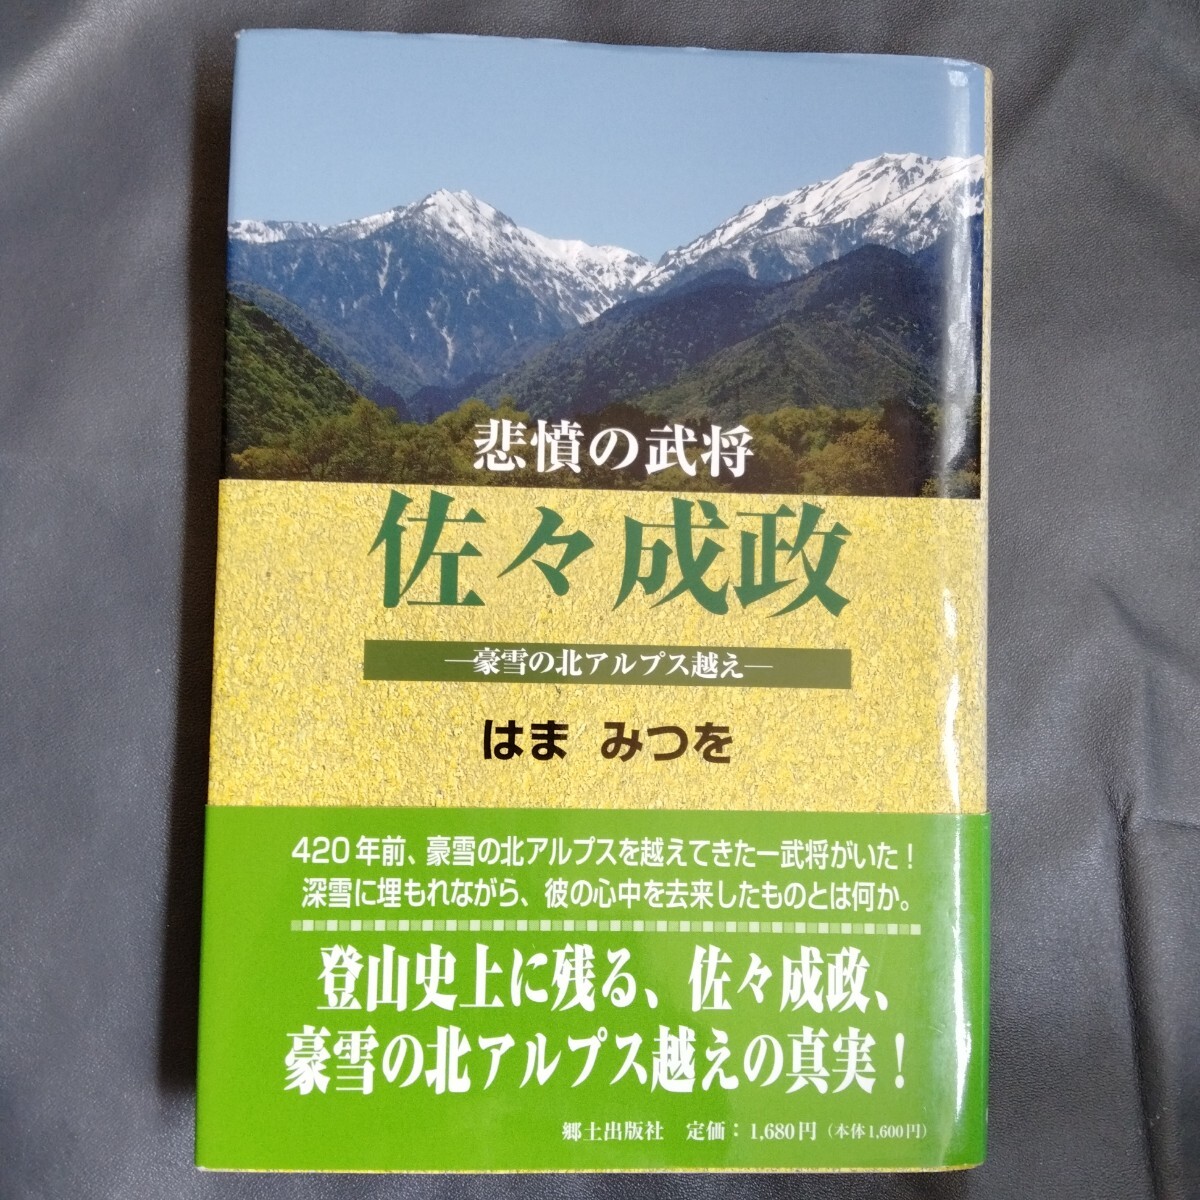 悲憤の武将
佐々成政
―豪雪の北アルプス越え―
はま みつを
420年前、豪雪の北アルプスを越えてきた一武将がいた!
深雪に埋もれながら、彼の心中を去来したものとは何か。
登山史上に残る、佐々成政、
豪雪の北アルプス越えの真実!
郷土出版社 定価:1,680円(本体1,600円)